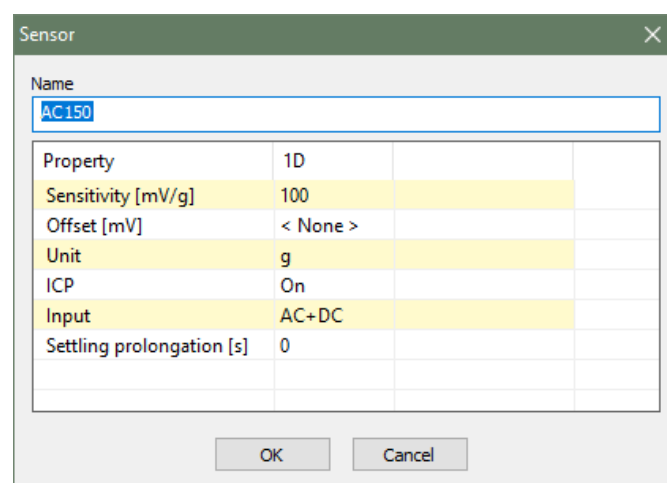 Sensor
Name
AC150
Property 1D
Sensitivity [mV/g] 100
Offset [mV] < None >
Unit g
ICP On
Input AC+DC
Settling prolongation [s] 0
OK Cancel